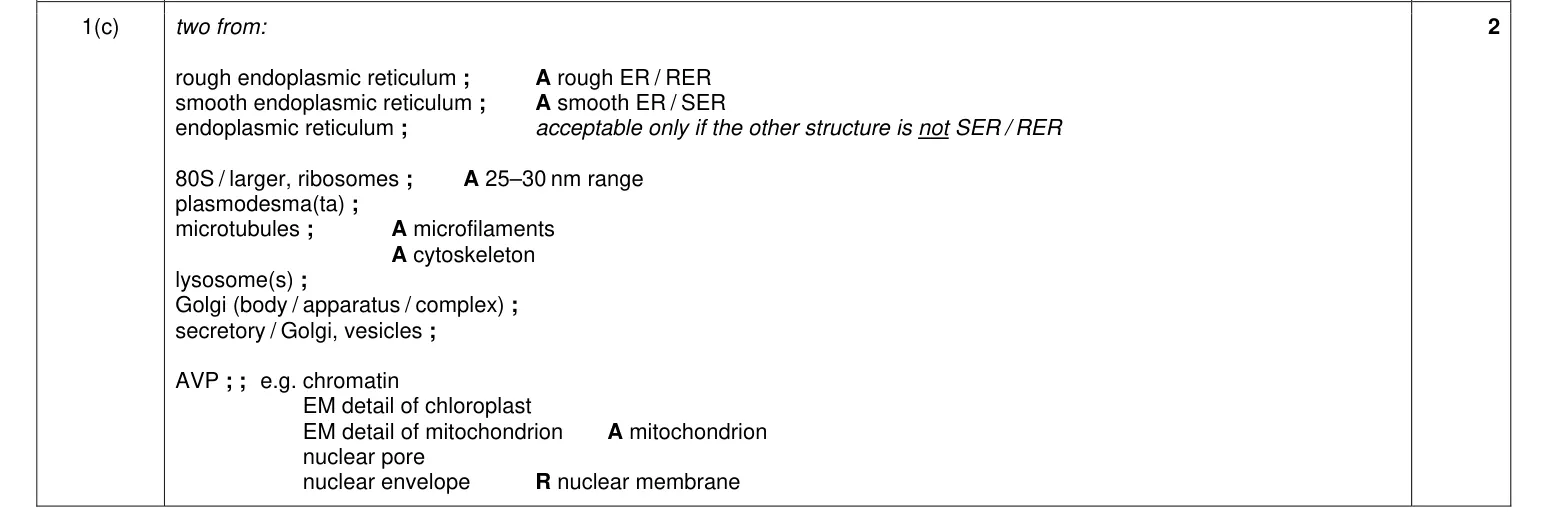 1(c) two from: 2
rough endoplasmic reticulum ; A rough ER / RER
smooth endoplasmic reticulum ; A smooth ER / SER
endoplasmic reticulum ; acceptable only if the other structure is not SER / RER
80S / larger, ribosomes ; A 25–30 nm range
plasmodesma(ta) ;
microtubules ; A microfilaments
A cytoskeleton
lysosome(s) ;
Golgi (body / apparatus / complex) ;
secretory / Golgi, vesicles ;
AVP ; ; e.g. chromatin
EM detail of chloroplast
EM detail of mitochondrion A mitochondrion
nuclear pore
nuclear envelope R nuclear membrane